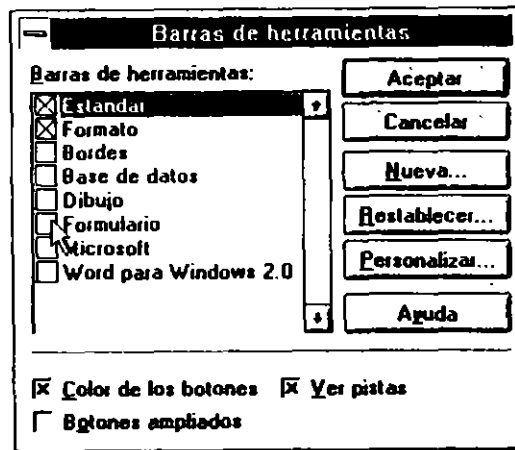 Barras de herramientas
Barras de herramientas:
Estándar
Formato
Bordes
Base de datos
Dibujo
Formulario
Microsoft
Word para Windows 2.0
Aceptar
Cancelar
Nueva...
Restablecer...
Personalizar...
Ayuda
Color de los botones
Ver pistas
Botones ampliados